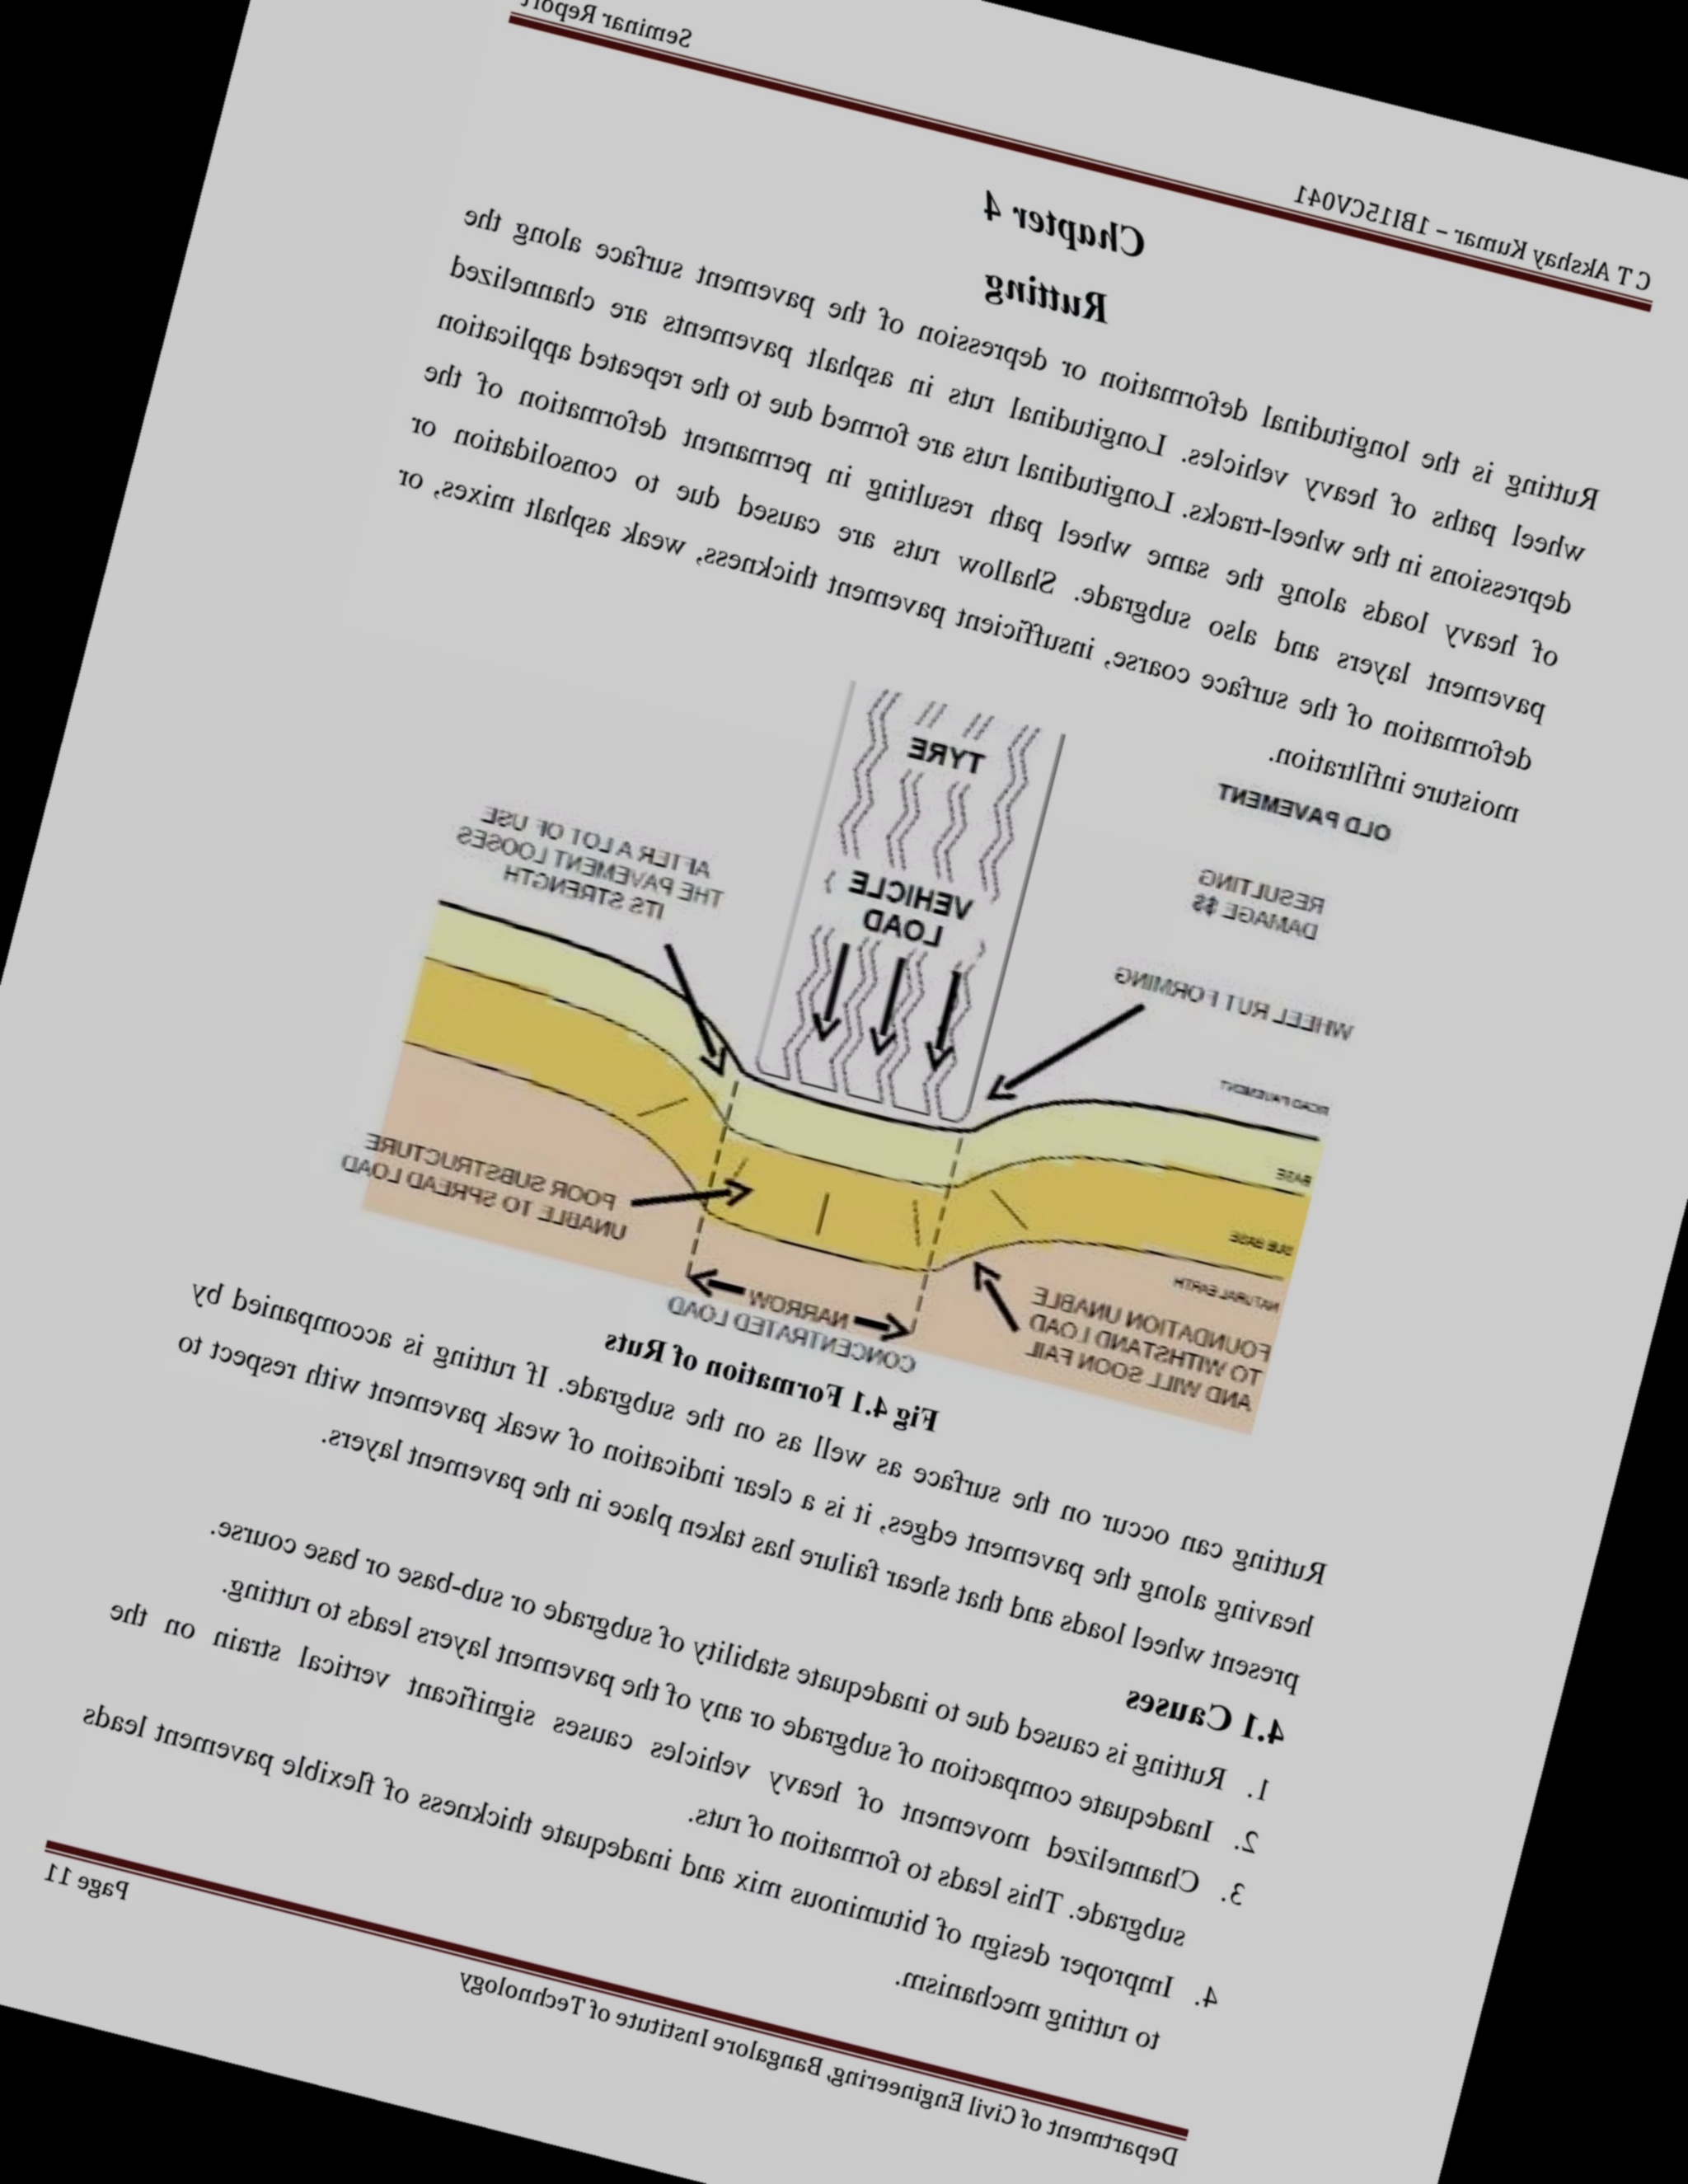 C T Akshay Kumar – 1BI15CV041 Seminar Report
Chapter 4
Rutting
Rutting is the longitudinal deformation or depression of the pavement surface along the
wheel paths of heavy vehicles. Longitudinal ruts in asphalt pavements are channelized
depressions in the wheel-tracks. Longitudinal ruts are formed due to the repeated application
of heavy loads along the same wheel path resulting in permanent deformation of the
pavement layers and also subgrade. Shallow ruts are caused due to consolidation or
deformation of the surface coarse, insufficient pavement thickness, weak asphalt mixes, or
moisture infiltration.
OLD PAVEMENT
RESULTING
DAMAGE $$
WHEEL RUT FORMING
TYRE
VEHICLE
LOAD
AFTER A LOT OF USE
THE PAVEMENT LOOSES
ITS STRENGTH
ROAD PAVEMENT
BASE
SUB BASE
NATURAL EARTH
FOUNDATION UNABLE
TO WITHSTAND LOAD
AND WILL SOON FAIL
NARROW
CONCENTRATED LOAD
POOR SUBSTRUCTURE
UNABLE TO SPREAD LOAD
Fig 4.1 Formation of Ruts
Rutting can occur on the surface as well as on the subgrade. If rutting is accompanied by
heaving along the pavement edges, it is a clear indication of weak pavement with respect to
present wheel loads and that shear failure has taken place in the pavement layers.
4.1 Causes
1. Rutting is caused due to inadequate stability of subgrade or sub-base or base course.
2. Inadequate compaction of subgrade or any of the pavement layers leads to rutting.
3. Channelized movement of heavy vehicles causes significant vertical strain on the
subgrade. This leads to formation of ruts.
4. Improper design of bituminous mix and inadequate thickness of flexible pavement leads
to rutting mechanism.
Department of Civil Engineering, Bangalore Institute of Technology Page 11